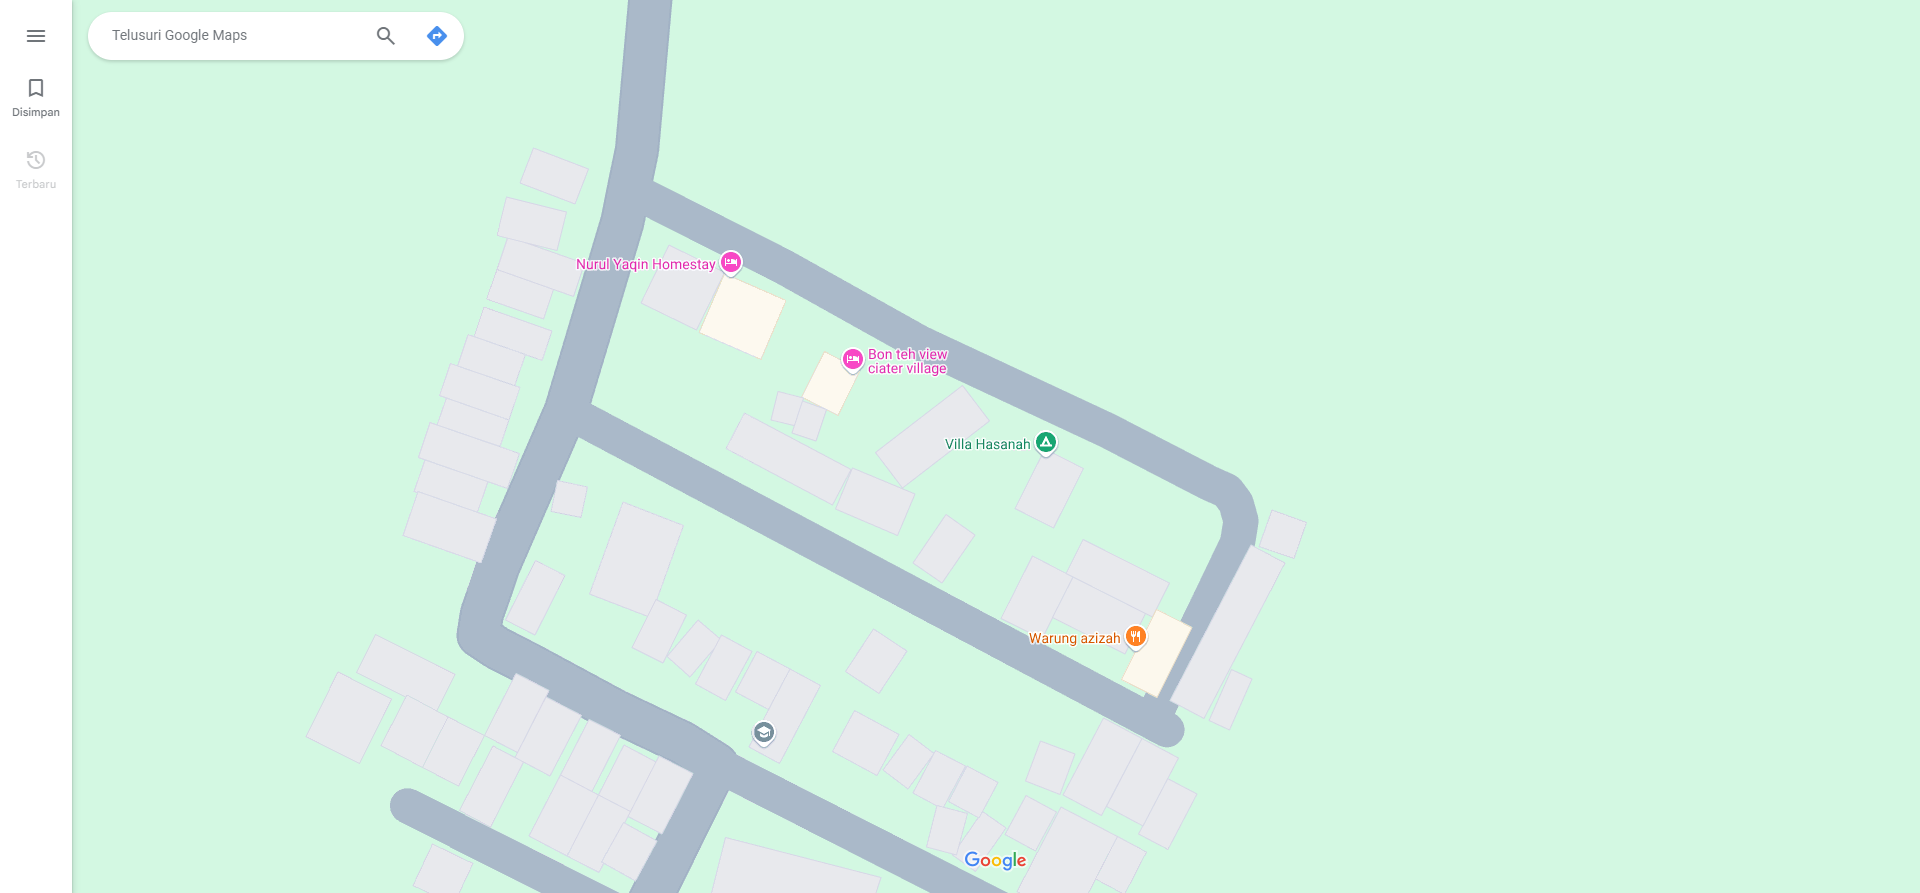 Telusuri Google Maps
Disimpan
Terbaru
Nurul Yaqin Homestay
Bon teh view
ciater village
Villa Hasanah
Warung azizah
Google